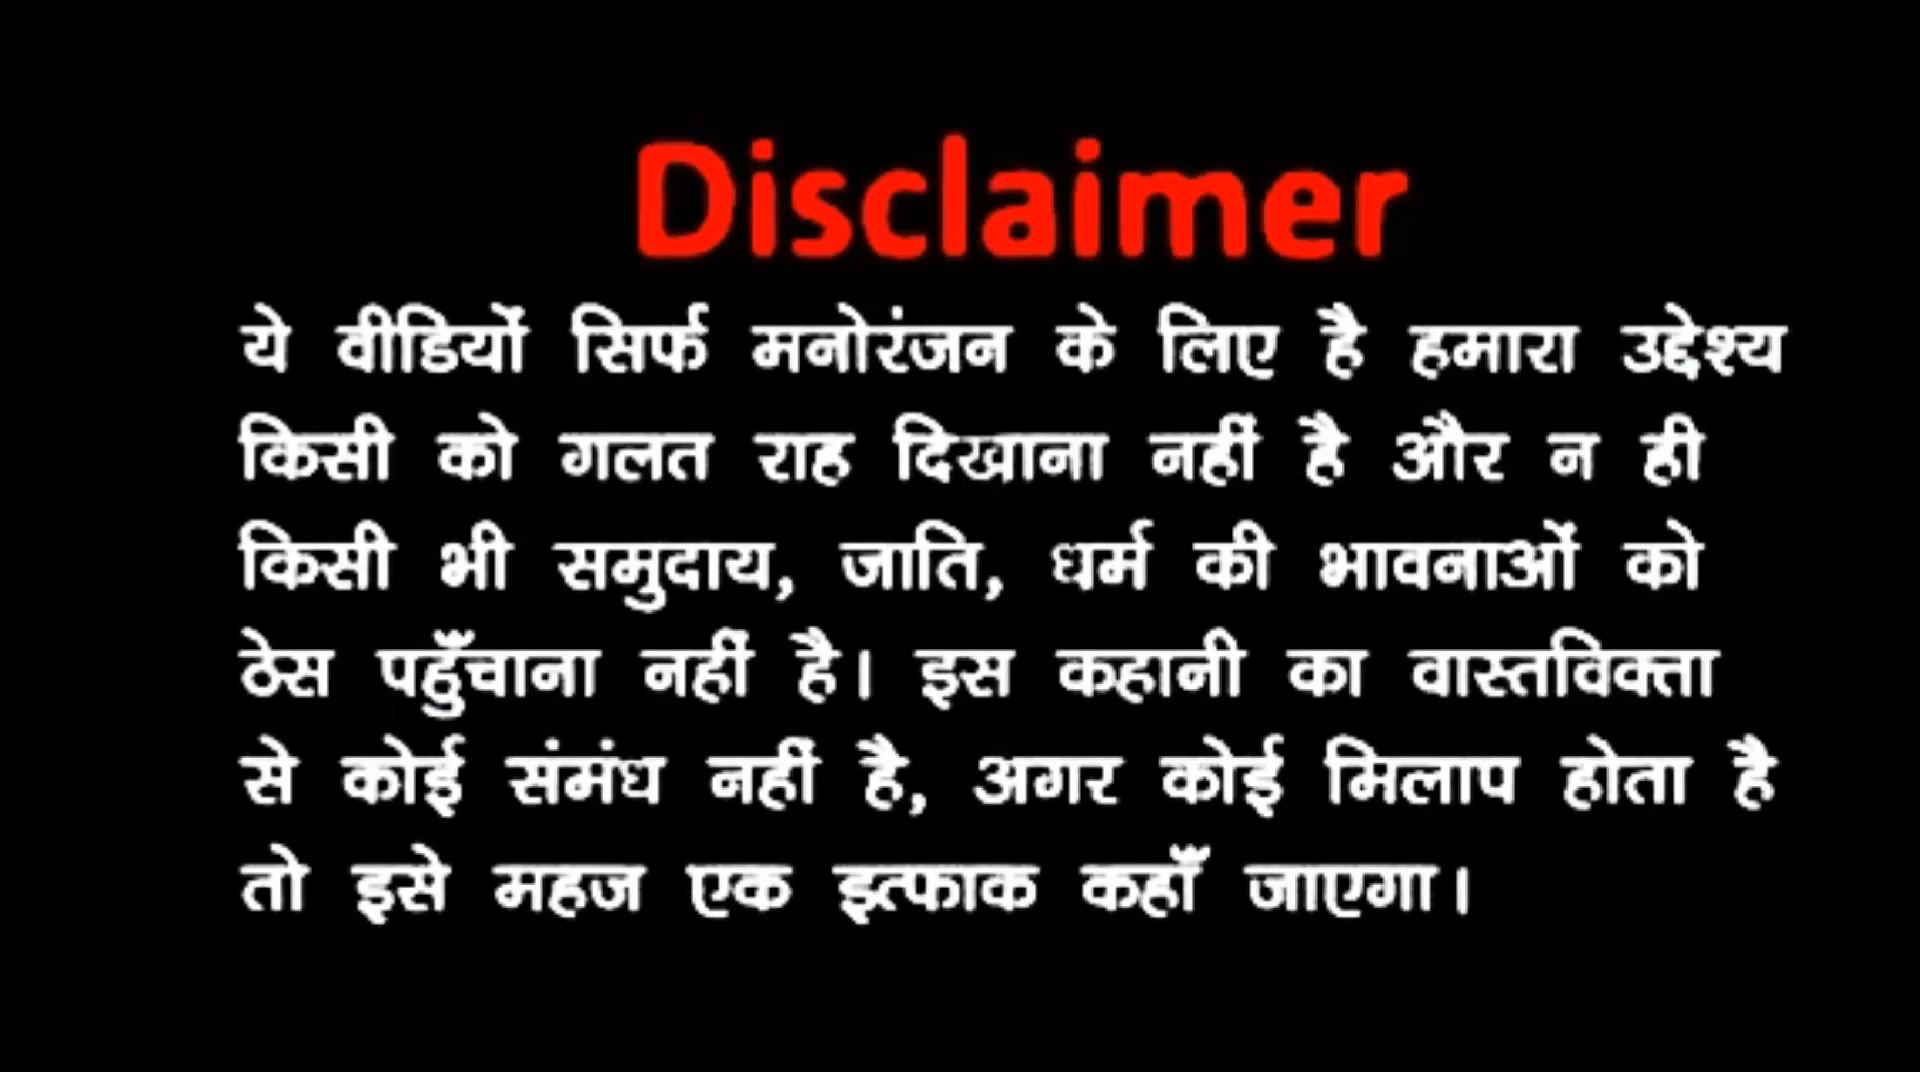 Disclaimer
ये वीडियों सिर्फ मनोरंजन के लिए है हमारा उद्देश्य
किसी को गलत राह दिखाना नहीं है और न ही
किसी भी समुदाय, जाति, धर्म की भावनाओं को
ठेस पहुँचाना नहीं है। इस कहानी का वास्तविक्ता
से कोई संमंध नहीं है, अगर कोई मिलाप होता है
तो इसे महज एक इत्फाक कहाँ जाएगा।